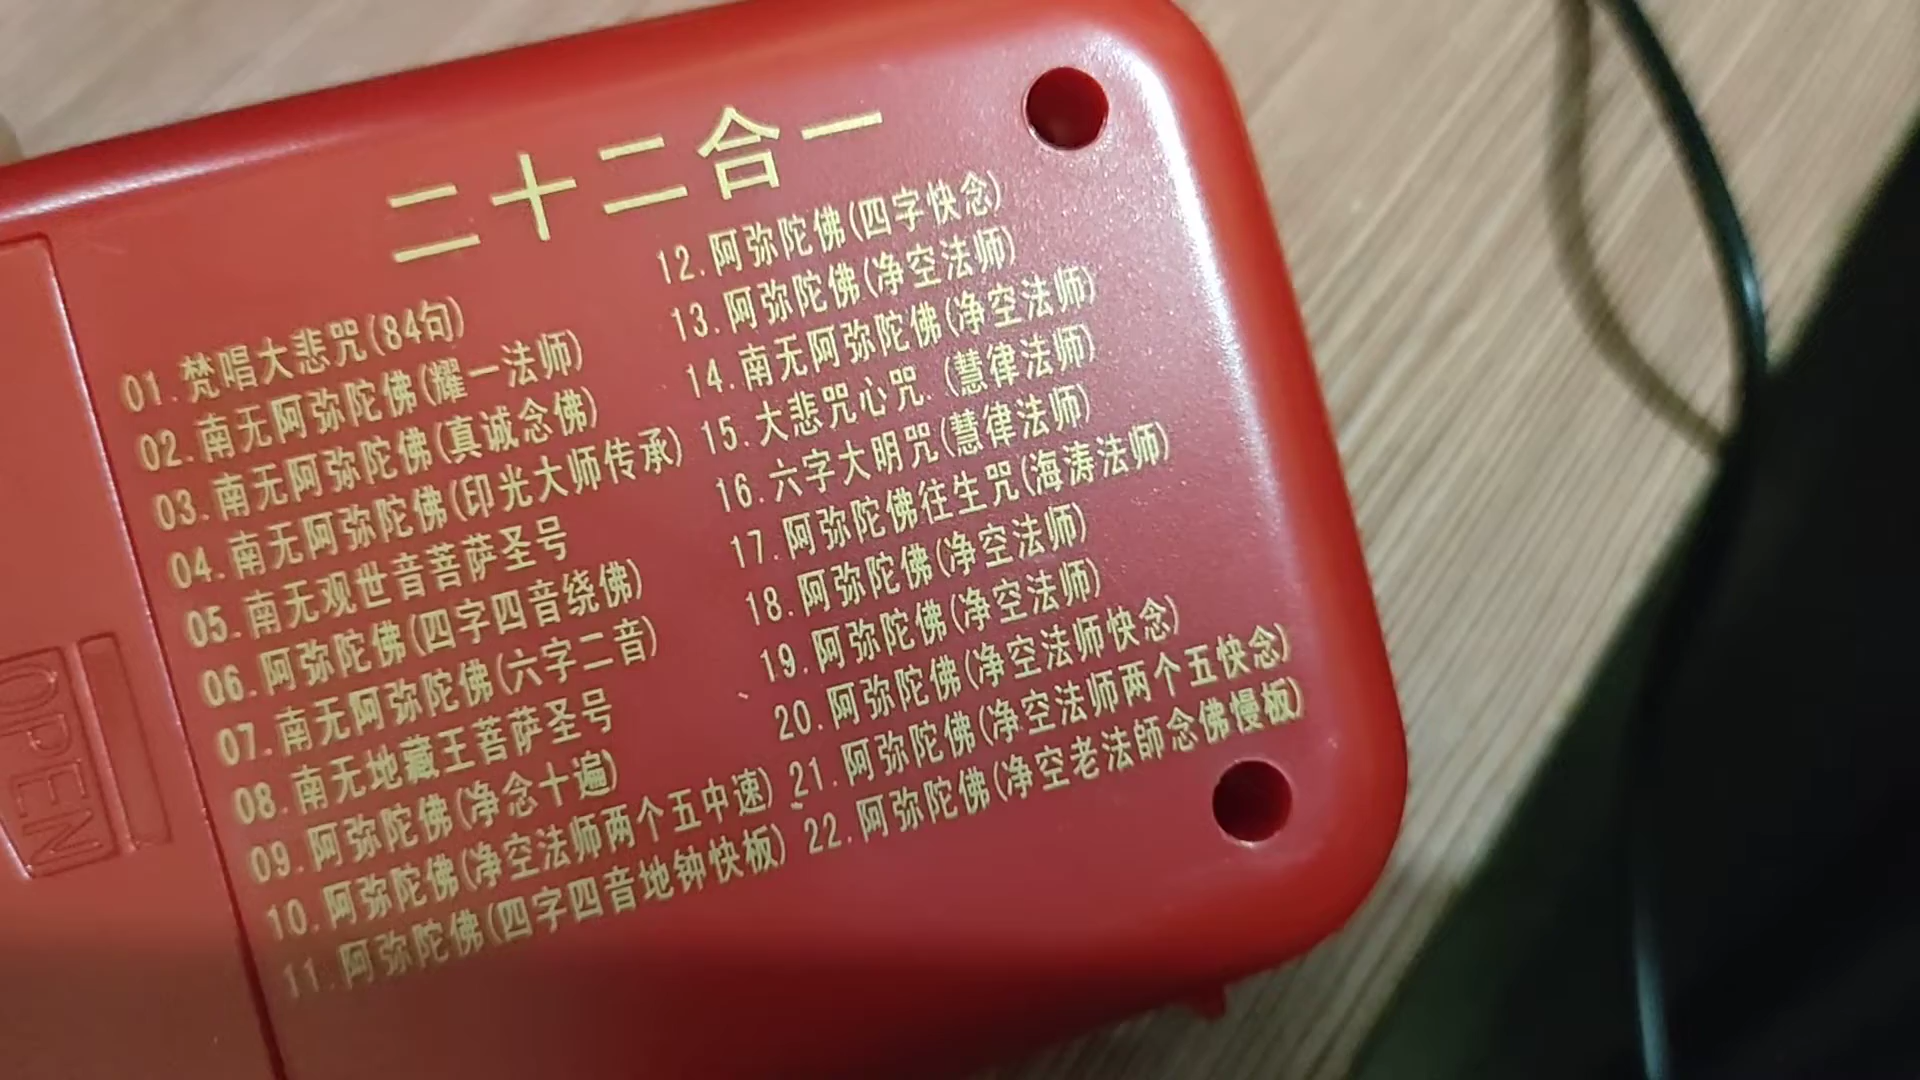 二十二合一
01.梵唱大悲咒(84句)
02.南无阿弥陀佛(耀一法师)
03.南无阿弥陀佛(真诚念佛)
04.南无阿弥陀佛(印光大师传承)
05.南无观世音菩萨圣号
06.阿弥陀佛(四字四音绕佛)
07.南无阿弥陀佛(六字二音)
08.南无地藏王菩萨圣号
09.阿弥陀佛(净念十遍)
10.阿弥陀佛(净空法师两个五中速)
11.阿弥陀佛(四字四音地钟快板)
12.阿弥陀佛(四字快念)
13.阿弥陀佛(净空法师)
14.南无阿弥陀佛(净空法师)
15.大悲咒心咒.(慧律法师)
16.六字大明咒(慧律法师)
17.阿弥陀佛往生咒(海涛法师)
18.阿弥陀佛(净空法师)
19.阿弥陀佛(净空法师)
20.阿弥陀佛(净空法师快念)
21.阿弥陀佛(净空法师两个五快念)
22.阿弥陀佛(净空老法師念佛慢板)
OPEN